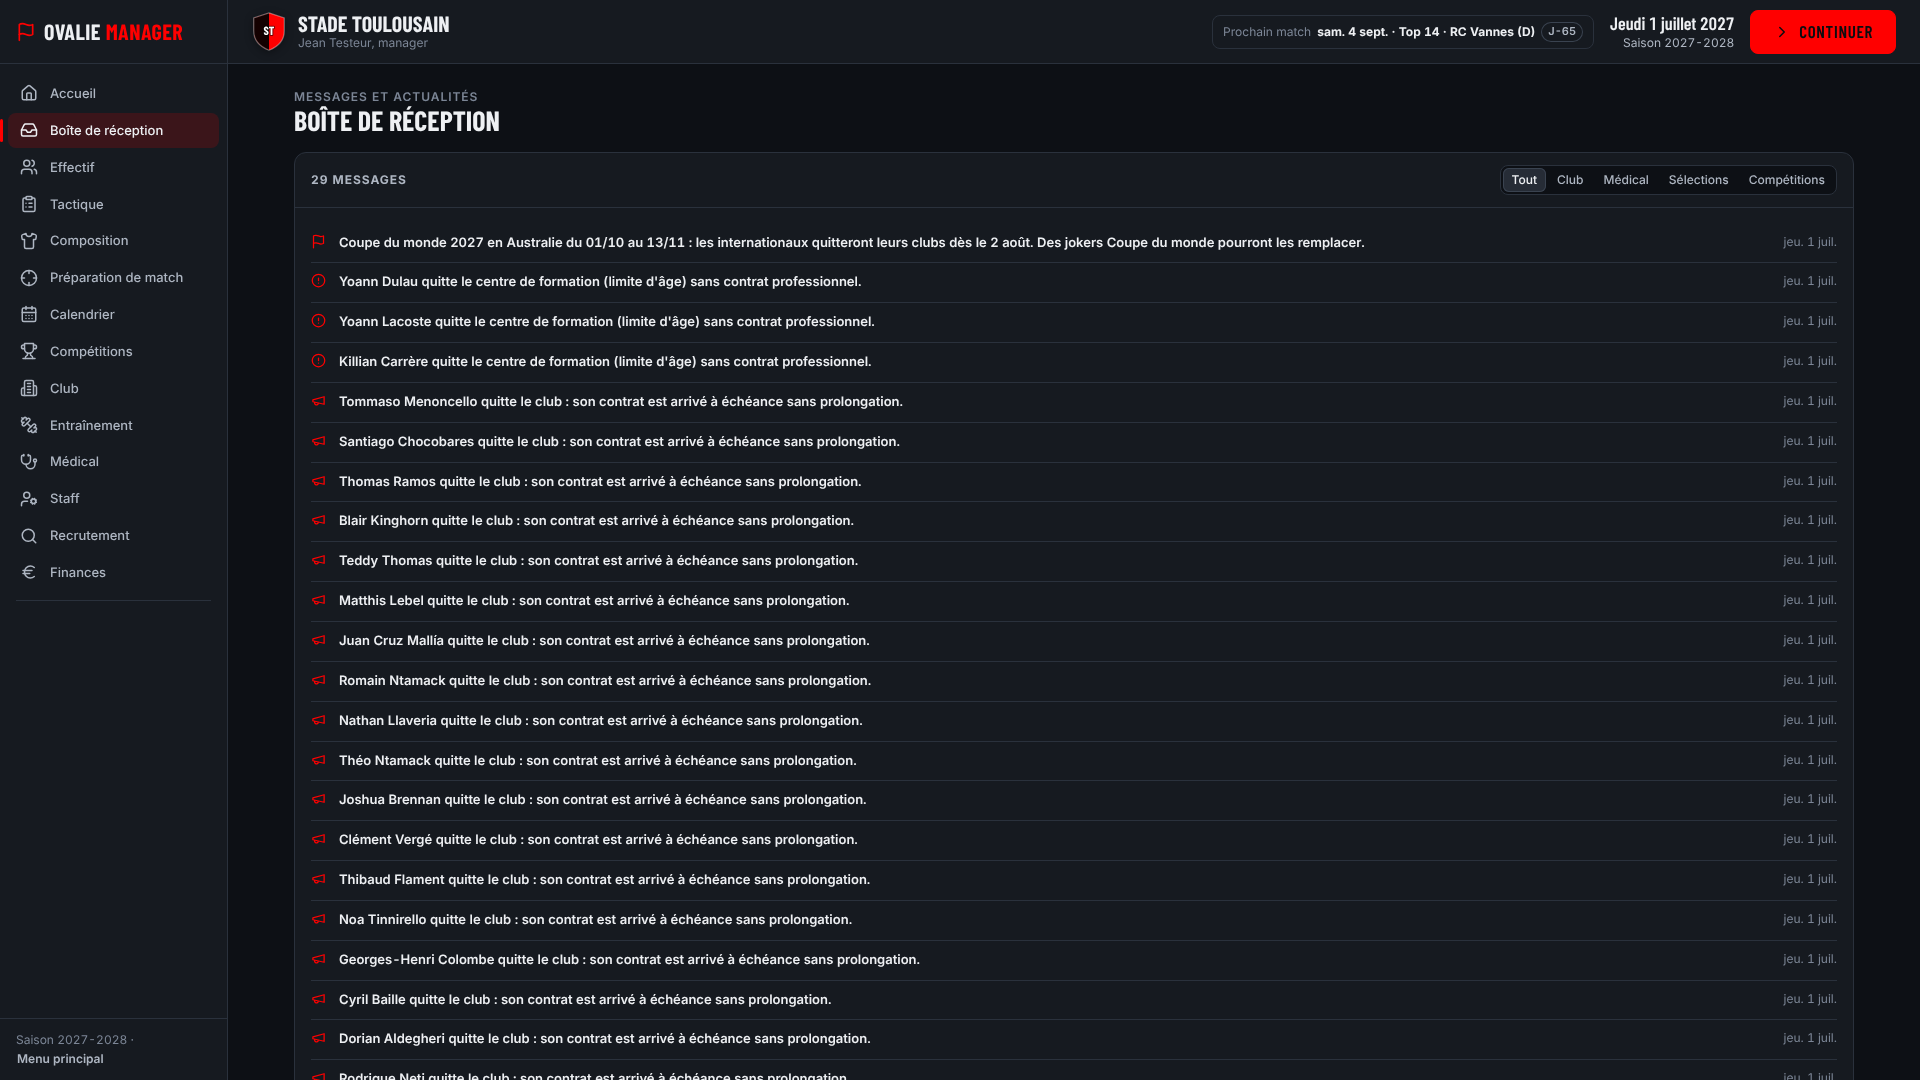 OVALIE MANAGER
ST
STADE TOULOUSAIN
Jean Testeur, manager
Prochain match sam. 4 sept. · Top 14 · RC Vannes (D) J-65
Jeudi 1 juillet 2027
Saison 2027-2028
CONTINUER
Accueil
Boîte de réception
Effectif
Tactique
Composition
Préparation de match
Calendrier
Compétitions
Club
Entraînement
Médical
Staff
Recrutement
Finances
Saison 2027-2028 ·
Menu principal
MESSAGES ET ACTUALITÉS
BOÎTE DE RÉCEPTION
29 MESSAGES
Tout Club Médical Sélections Compétitions
Coupe du monde 2027 en Australie du 01/10 au 13/11 : les internationaux quitteront leurs clubs dès le 2 août. Des jokers Coupe du monde pourront les remplacer. jeu. 1 juil.
Yoann Dulau quitte le centre de formation (limite d'âge) sans contrat professionnel. jeu. 1 juil.
Yoann Lacoste quitte le centre de formation (limite d'âge) sans contrat professionnel. jeu. 1 juil.
Killian Carrère quitte le centre de formation (limite d'âge) sans contrat professionnel. jeu. 1 juil.
Tommaso Menoncello quitte le club : son contrat est arrivé à échéance sans prolongation. jeu. 1 juil.
Santiago Chocobares quitte le club : son contrat est arrivé à échéance sans prolongation. jeu. 1 juil.
Thomas Ramos quitte le club : son contrat est arrivé à échéance sans prolongation. jeu. 1 juil.
Blair Kinghorn quitte le club : son contrat est arrivé à échéance sans prolongation. jeu. 1 juil.
Teddy Thomas quitte le club : son contrat est arrivé à échéance sans prolongation. jeu. 1 juil.
Matthis Lebel quitte le club : son contrat est arrivé à échéance sans prolongation. jeu. 1 juil.
Juan Cruz Mallía quitte le club : son contrat est arrivé à échéance sans prolongation. jeu. 1 juil.
Romain Ntamack quitte le club : son contrat est arrivé à échéance sans prolongation. jeu. 1 juil.
Nathan Llaveria quitte le club : son contrat est arrivé à échéance sans prolongation. jeu. 1 juil.
Théo Ntamack quitte le club : son contrat est arrivé à échéance sans prolongation. jeu. 1 juil.
Joshua Brennan quitte le club : son contrat est arrivé à échéance sans prolongation. jeu. 1 juil.
Clément Vergé quitte le club : son contrat est arrivé à échéance sans prolongation. jeu. 1 juil.
Thibaud Flament quitte le club : son contrat est arrivé à échéance sans prolongation. jeu. 1 juil.
Noa Tinnirello quitte le club : son contrat est arrivé à échéance sans prolongation. jeu. 1 juil.
Georges-Henri Colombe quitte le club : son contrat est arrivé à échéance sans prolongation. jeu. 1 juil.
Cyril Baille quitte le club : son contrat est arrivé à échéance sans prolongation. jeu. 1 juil.
Dorian Aldegheri quitte le club : son contrat est arrivé à échéance sans prolongation. jeu. 1 juil.
Rodrigue Neti quitte le club : son contrat est arrivé à échéance sans prolongation. jeu. 1 juil.